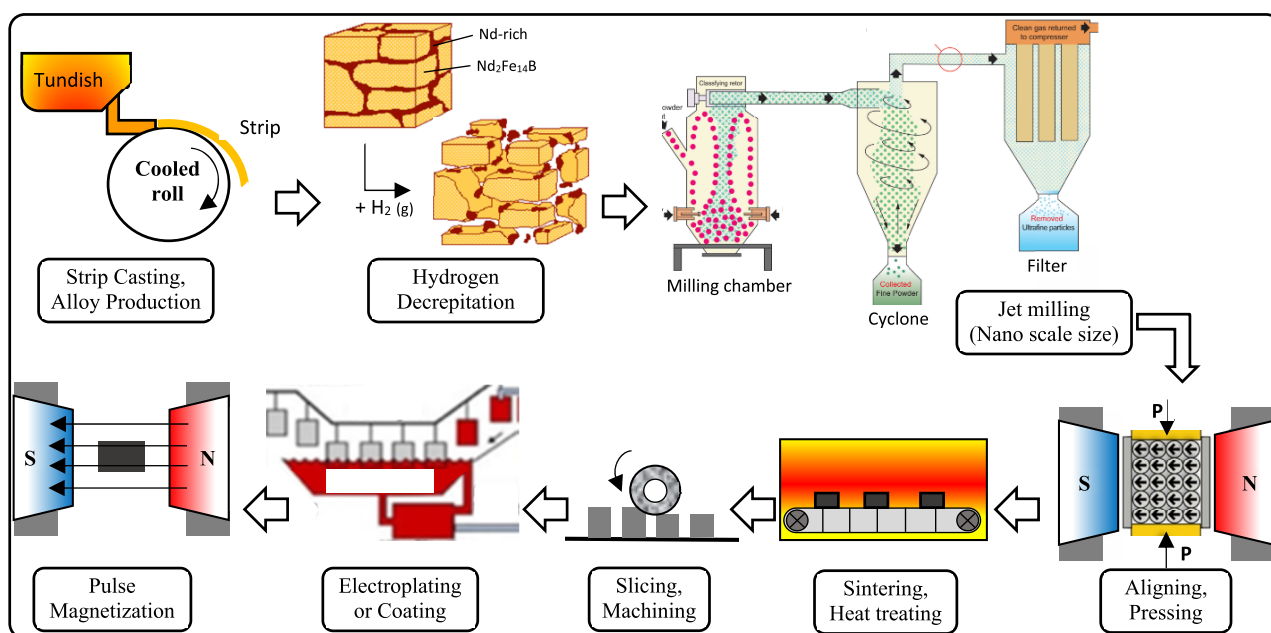 Tundish
Strip
Cooled
roll
Strip Casting,
Alloy Production
Nd-rich
Nd₂Fe₁₄B
+ H₂ (g)
Hydrogen
Decrepitation
Classifying rotor
Milling chamber
Collected
Fine Powder
Cyclone
Clean gas returned
to compresser
Removed
Ultrafine particles
Filter
Jet milling
(Nano scale size)
P
S
N
P
Aligning,
Pressing
Sintering,
Heat treating
Slicing,
Machining
Electroplating
or Coating
S
N
Pulse
Magnetization